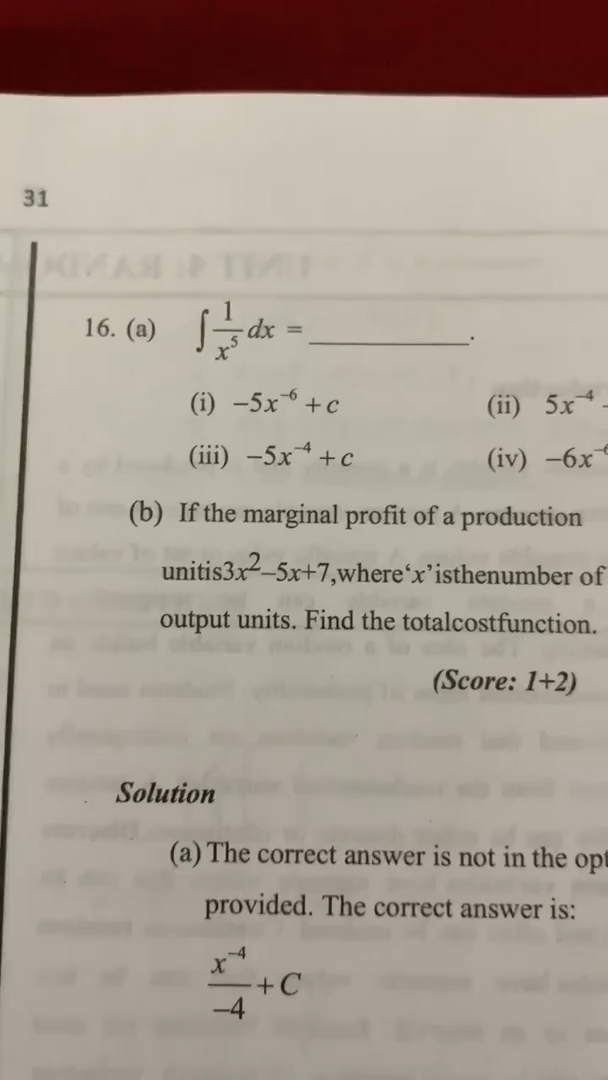 31
16. (a) ∫ 1/x⁵ dx = __________.
(i) –5x⁻⁶ + c (ii) 5x⁻⁴
(iii) –5x⁻⁴ + c (iv) –6x
(b) If the marginal profit of a production
unitis3x²–5x+7,where‘x’isthenumber of
output units. Find the totalcostfunction.
(Score: 1+2)
Solution
(a) The correct answer is not in the opt
provided. The correct answer is:
x⁻⁴/–4 + C